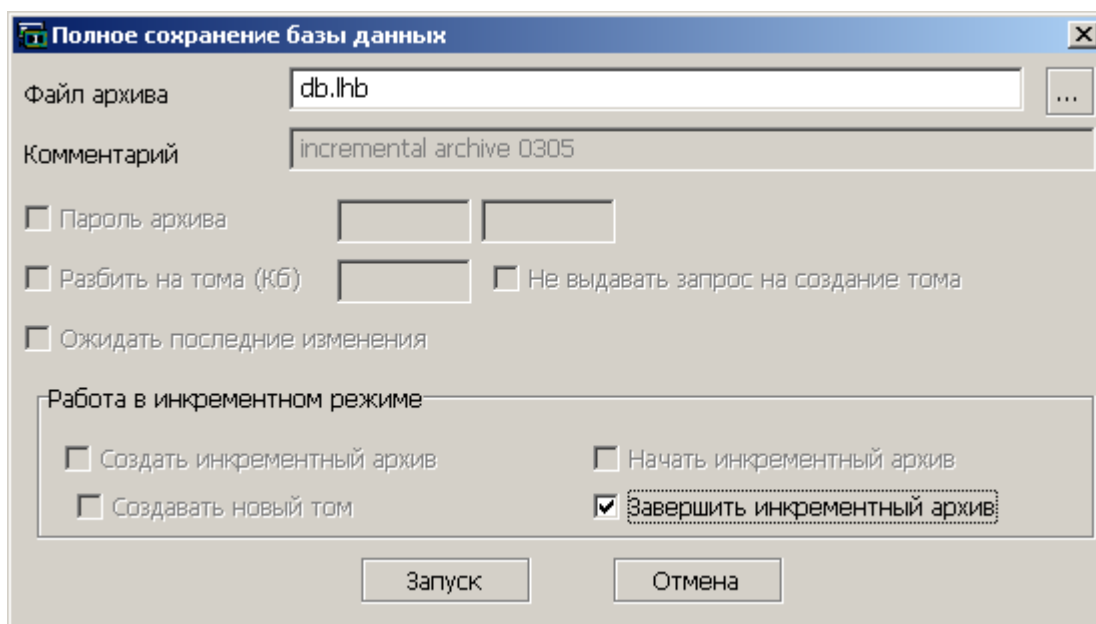 Полное сохранение базы данных
Файл архива db.lhb ...
Комментарий incremental archive 0305
Пароль архива
Разбить на тома (Кб) Не выдавать запрос на создание тома
Ожидать последние изменения
Работа в инкрементном режиме
Создать инкрементный архив Начать инкрементный архив
Создавать новый том Завершить инкрементный архив
Запуск Отмена